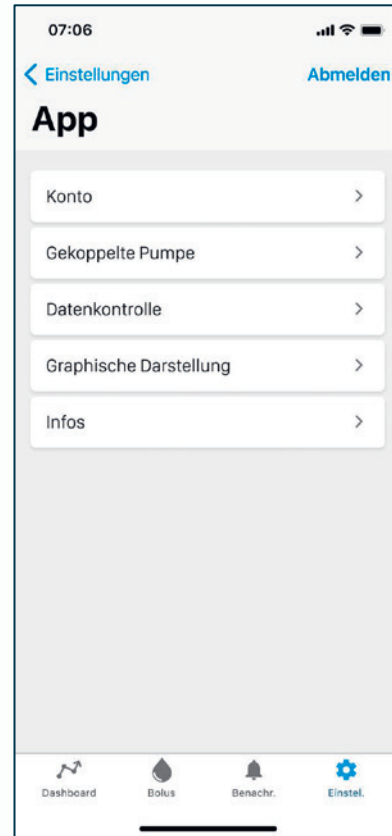 07:06
Einstellungen
Abmelden
App
Konto
Gekoppelte Pumpe
Datenkontrolle
Graphische Darstellung
Infos
Dashboard
Bolus
Benachr.
Einstel.